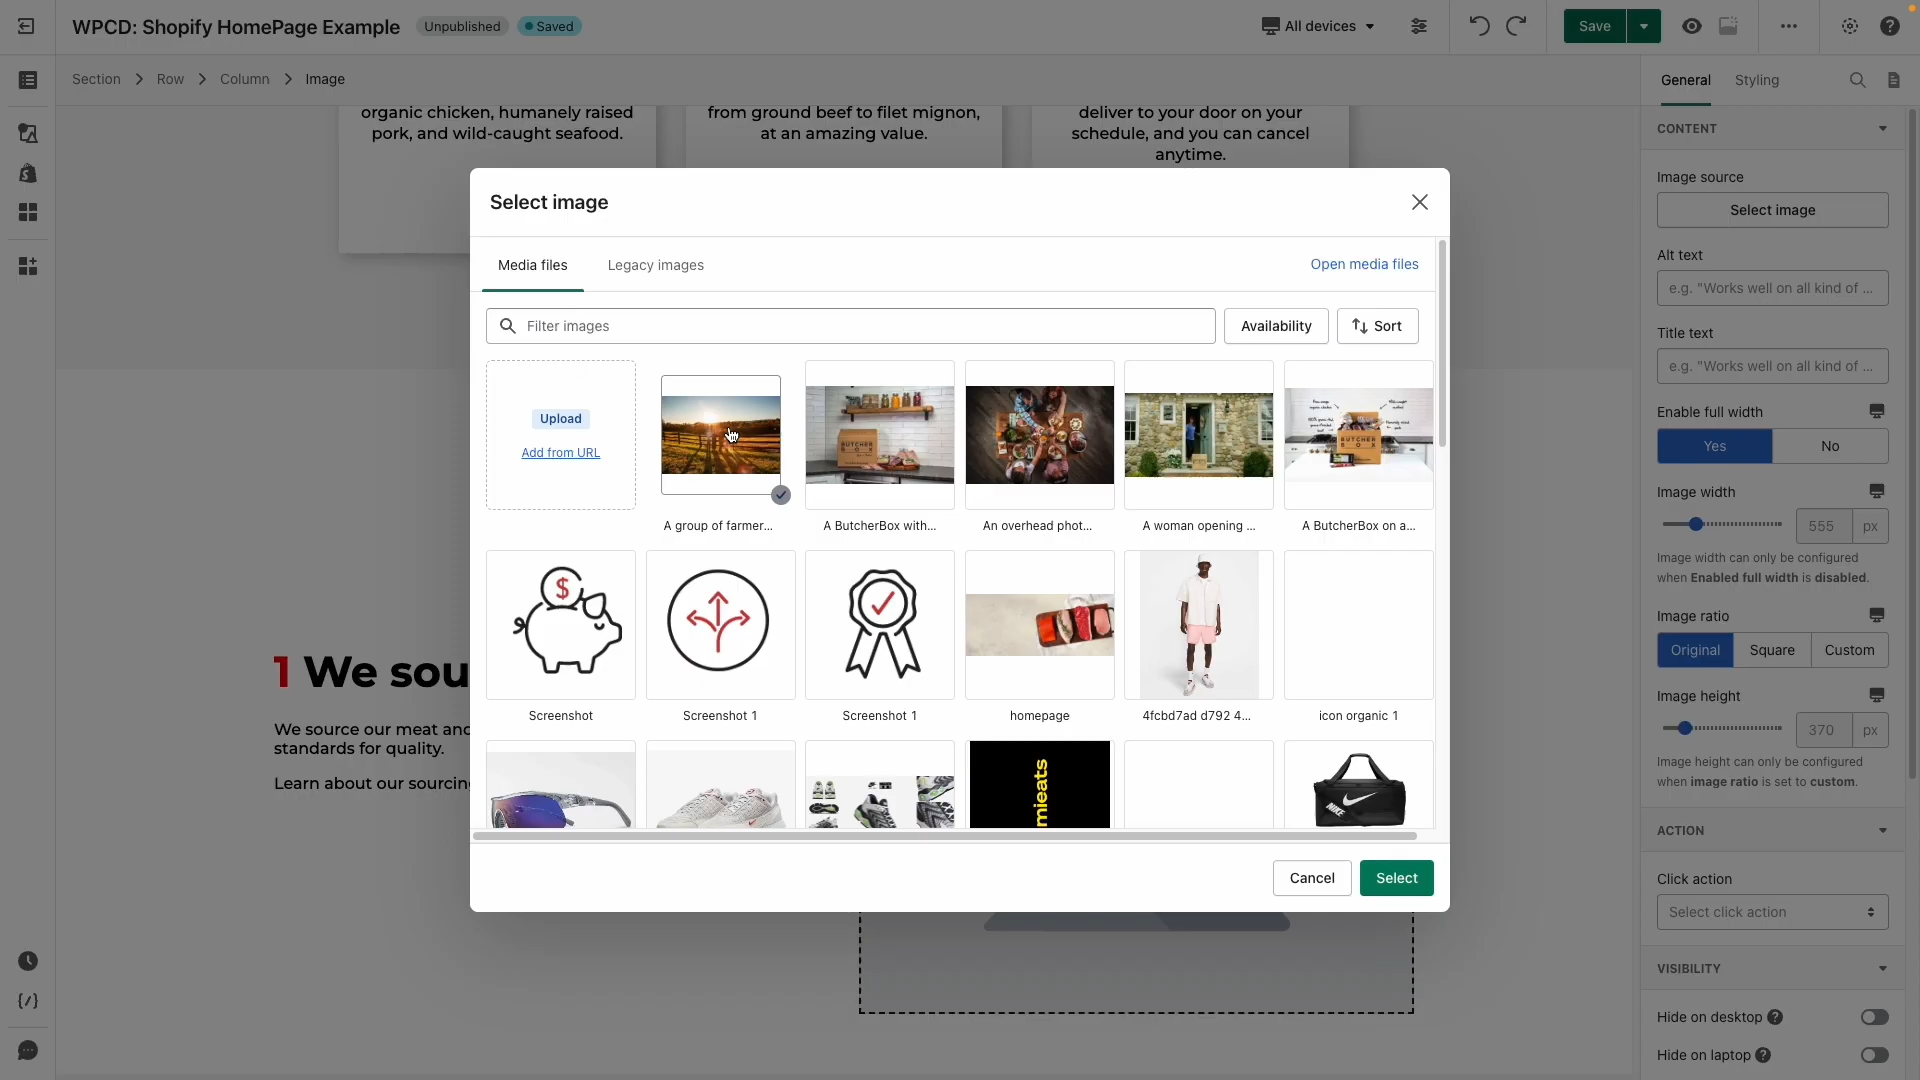 WPCD: Shopify HomePage Example
Unpublished
Saved
All devices
Save
Section
Row
Column
Image
General
Styling
organic chicken, humanely raised
pork, and wild-caught seafood.
from ground beef to filet mignon,
at an amazing value.
deliver to your door on your
schedule, and you can cancel
anytime.
CONTENT
Image source
Select image
Alt text
e.g. "Works well on all kind of ...
Title text
e.g. "Works well on all kind of ...
Enable full width
Yes
No
Image width
555
px
Image width can only be configured
when Enabled full width is disabled.
Image ratio
Original
Square
Custom
Image height
370
px
Image height can only be configured
when image ratio is set to custom.
ACTION
Click action
Select click action
VISIBILITY
Hide on desktop
Hide on laptop
Select image
Media files
Legacy images
Open media files
Filter images
Availability
Sort
Upload
Add from URL
A group of farmer...
A ButcherBox with...
An overhead phot...
A woman opening ...
A ButcherBox on a...
BUTCHER
BOX
Screenshot
Screenshot 1
Screenshot 1
homepage
4fcbd7ad d792 4...
icon organic 1
mieats
NIKE
Cancel
Select
1 We sou
We source our meat and
standards for quality.
Learn about our sourcing